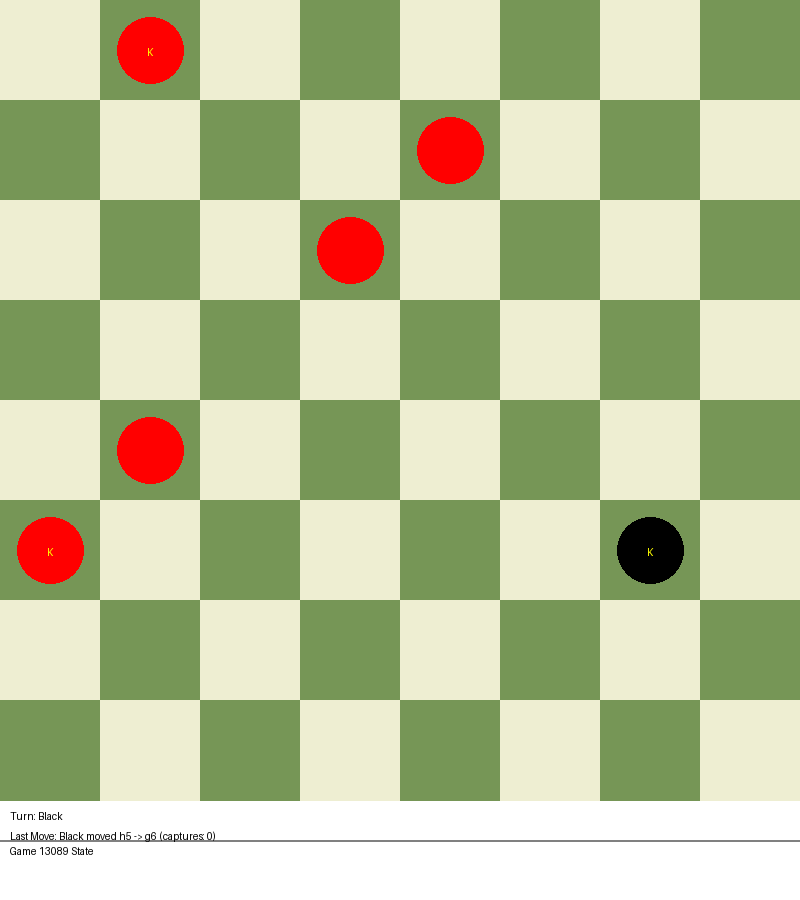 K
K
K
Turn: Black
Last Move: Black moved h5 -> g6 (captures: 0)
Game 13089 State